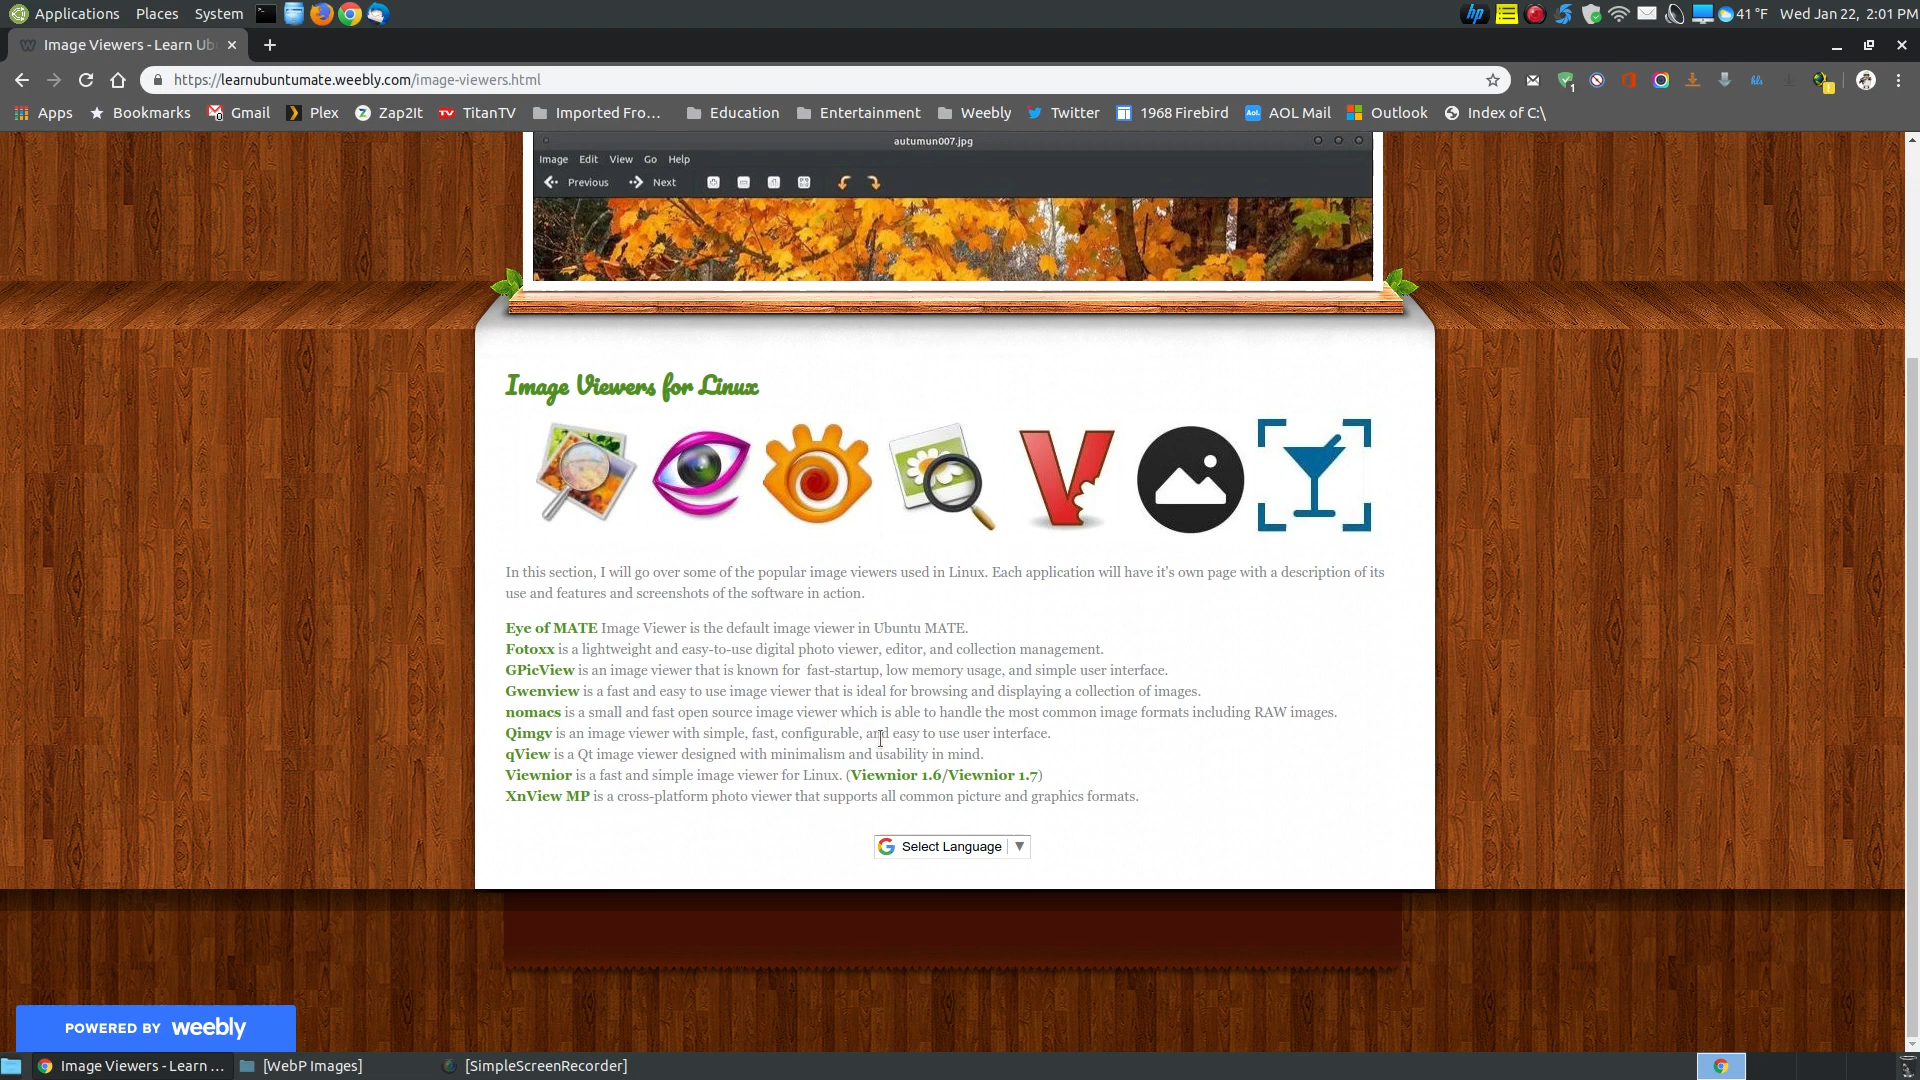 Applications Places System 41 °F Wed Jan 22, 2:01 PM
Image Viewers - Learn Ub
https://learnubuntumate.weebly.com/image-viewers.html
Apps Bookmarks Gmail Plex Zap2It TitanTV Imported Fro... Education Entertainment Weebly Twitter 1968 Firebird AOL Mail Outlook Index of C:\
autumun007.jpg
Image Edit View Go Help
Previous Next
Image Viewers for Linux
In this section, I will go over some of the popular image viewers used in Linux. Each application will have it's own page with a description of its
use and features and screenshots of the software in action.
Eye of MATE Image Viewer is the default image viewer in Ubuntu MATE.
Fotoxx is a lightweight and easy-to-use digital photo viewer, editor, and collection management.
GPicView is an image viewer that is known for fast-startup, low memory usage, and simple user interface.
Gwenview is a fast and easy to use image viewer that is ideal for browsing and displaying a collection of images.
nomacs is a small and fast open source image viewer which is able to handle the most common image formats including RAW images.
Qimgv is an image viewer with simple, fast, configurable, and easy to use user interface.
qView is a Qt image viewer designed with minimalism and usability in mind.
Viewnior is a fast and simple image viewer for Linux. (Viewnior 1.6/Viewnior 1.7)
XnView MP is a cross-platform photo viewer that supports all common picture and graphics formats.
Select Language
POWERED BY weebly
Image Viewers - Learn ... [WebP Images] [SimpleScreenRecorder]